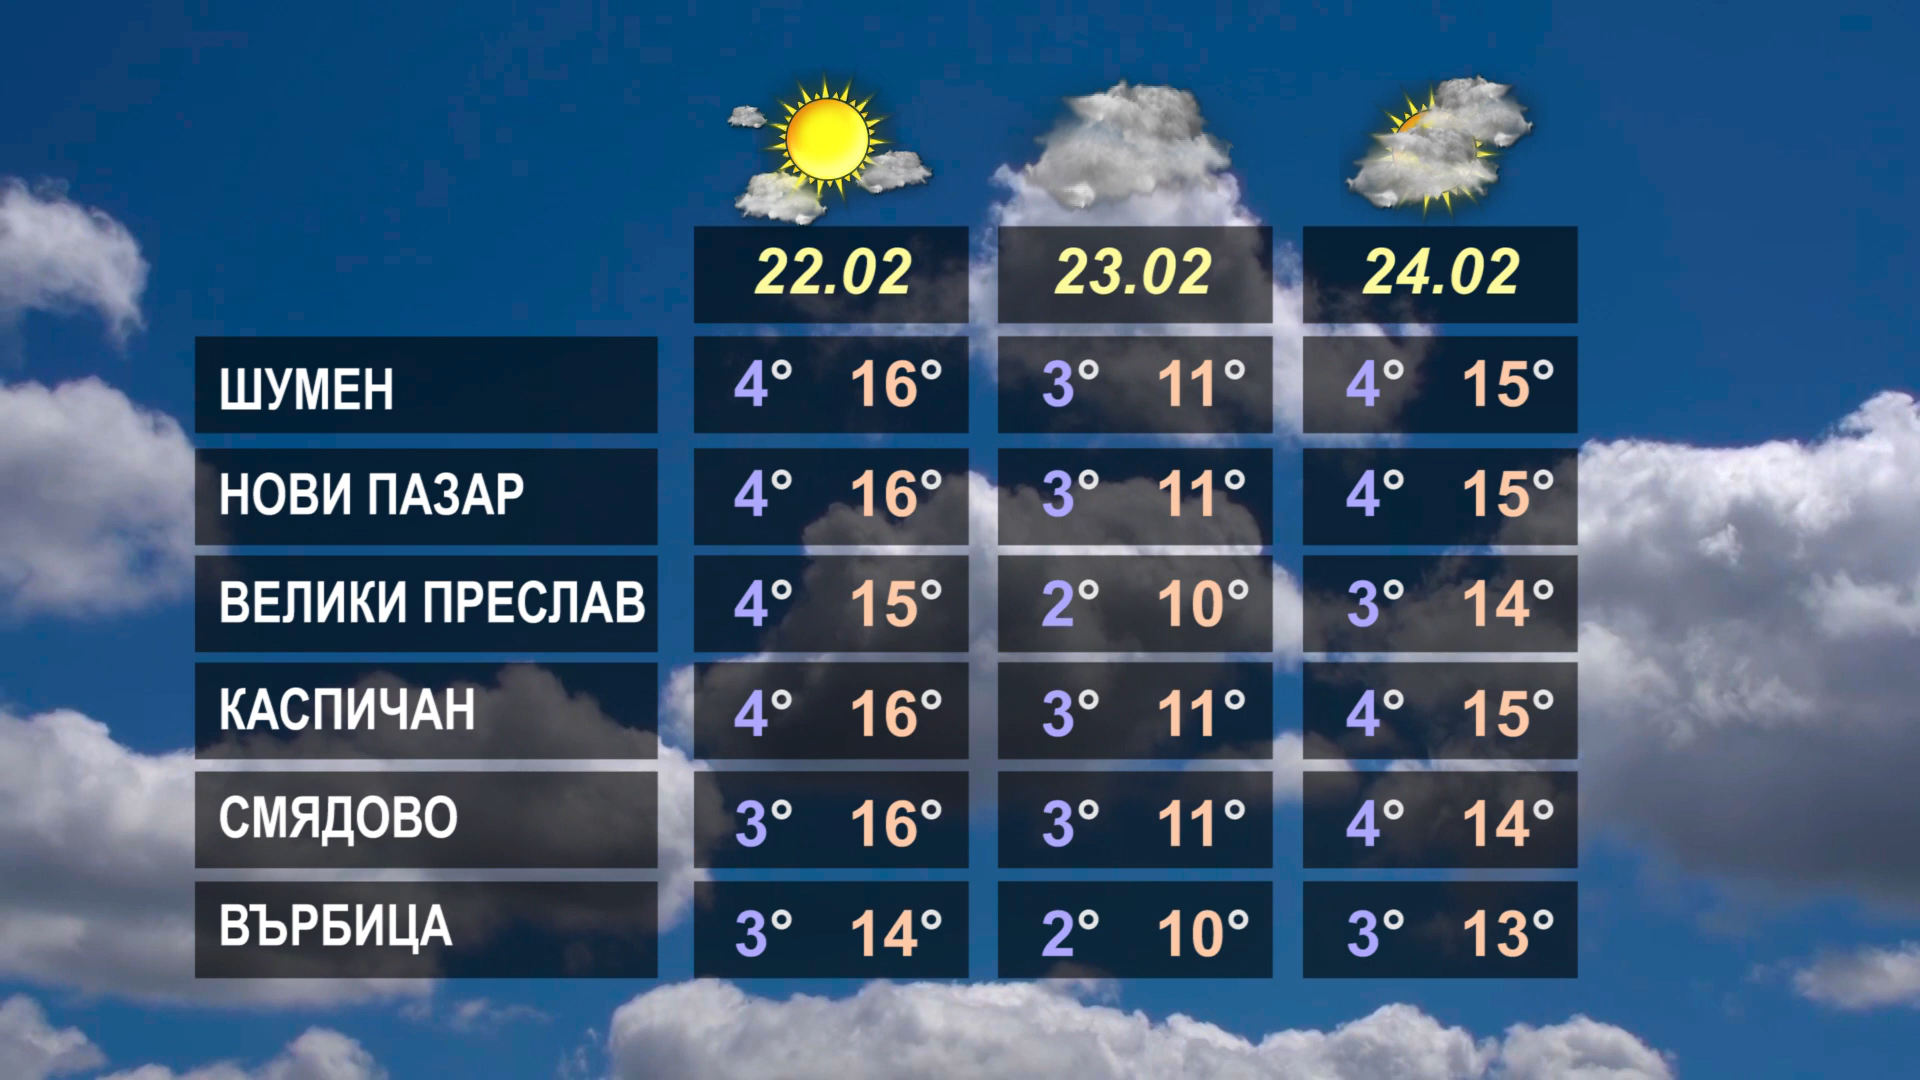 22.02 23.02 24.02
ШУМЕН 4° 16° 3° 11° 4° 15°
НОВИ ПАЗАР 4° 16° 3° 11° 4° 15°
ВЕЛИКИ ПРЕСЛАВ 4° 15° 2° 10° 3° 14°
КАСПИЧАН 4° 16° 3° 11° 4° 15°
СМЯДОВО 3° 16° 3° 11° 4° 14°
ВЪРБИЦА 3° 14° 2° 10° 3° 13°